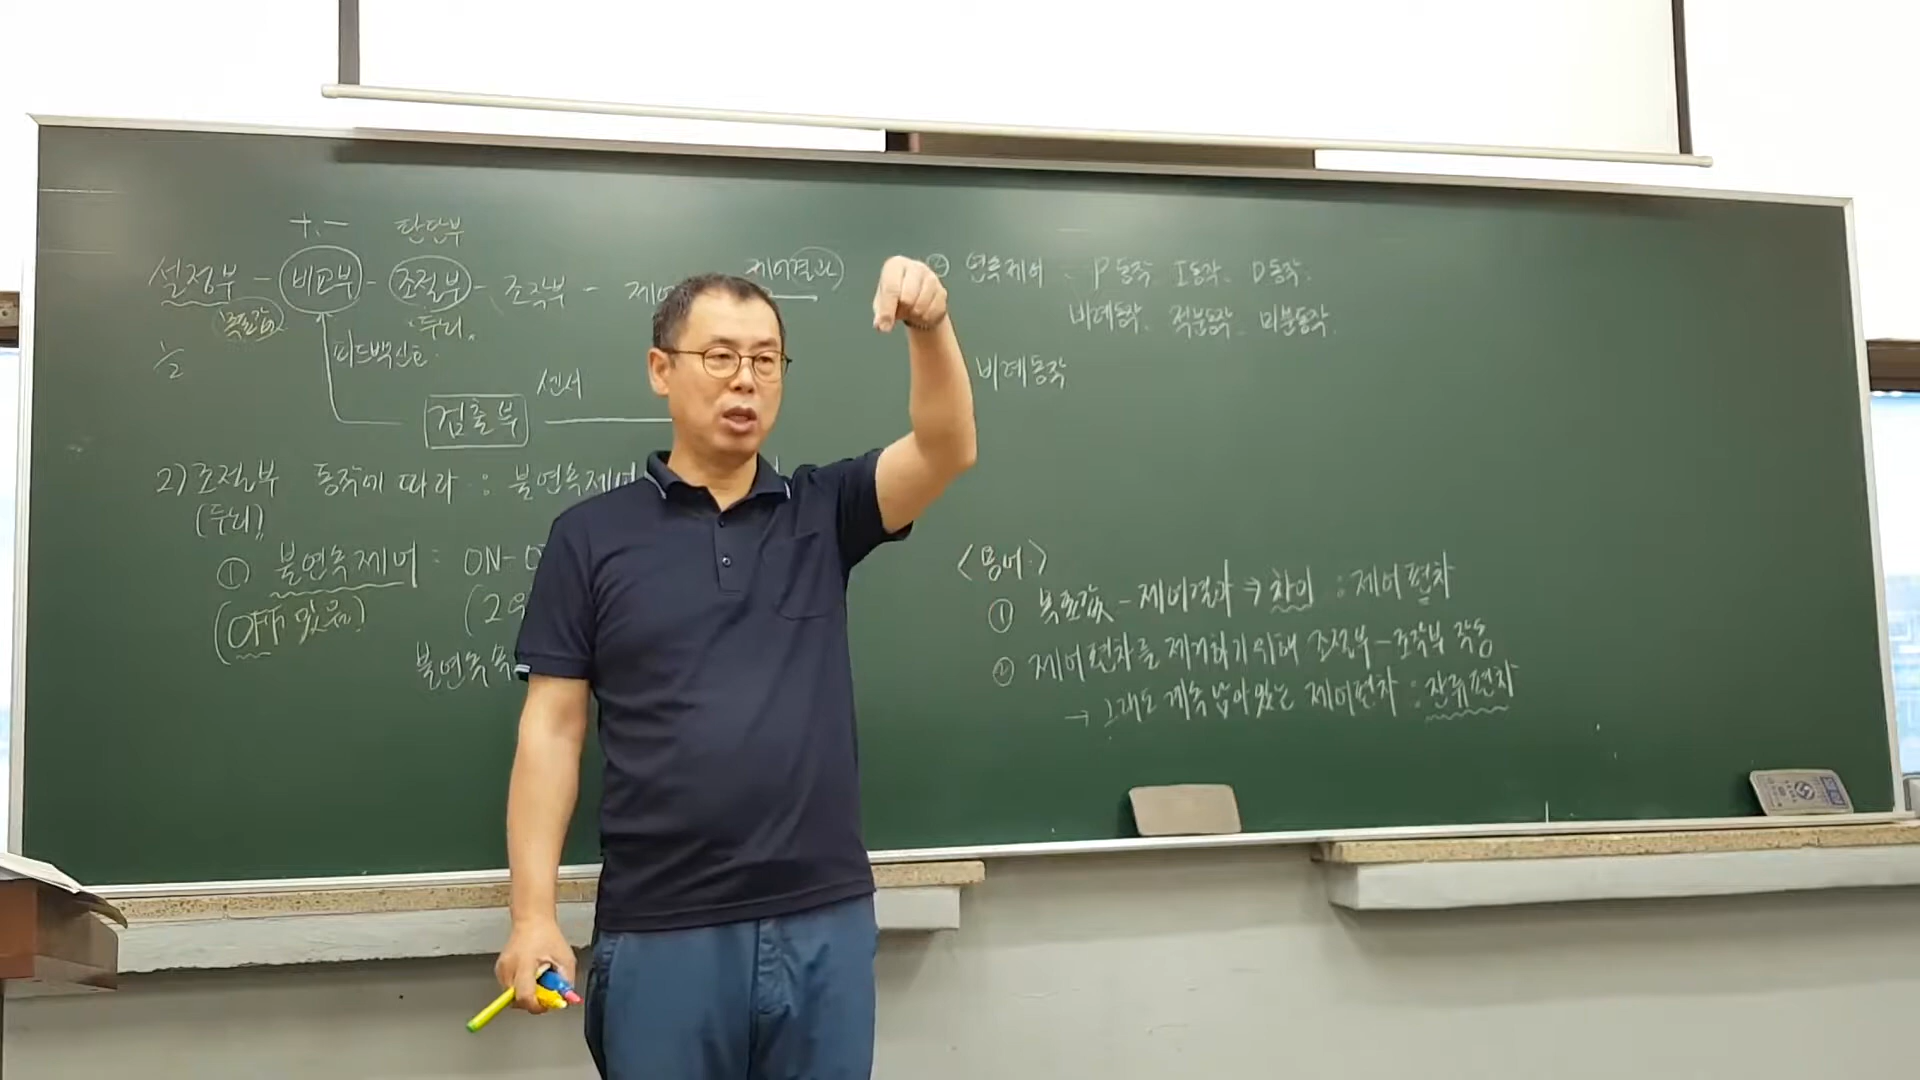 +, - 판단부
설정부 - 비교부 - 조절부 - 조작부 - 제어 제어결과
목표값 두뇌
1/2 피드백신호
검출부 센서
2) 조절부 동작에 따라 : 불연속제어
(두뇌)
① 불연속제어 : ON-O
(OFF 있음) (2위
불연속
② 연속제어 - P동작 I동작 D동작
비례동작 적분동작 미분동작
비례동작
<용어>
① 목표값 - 제어결과 → 차이 : 제어편차
② 제어편차를 제거하기위해 조절부 - 조작부 작동
→ 그래도 계속 남아있는 제어편차 : 잔류편차